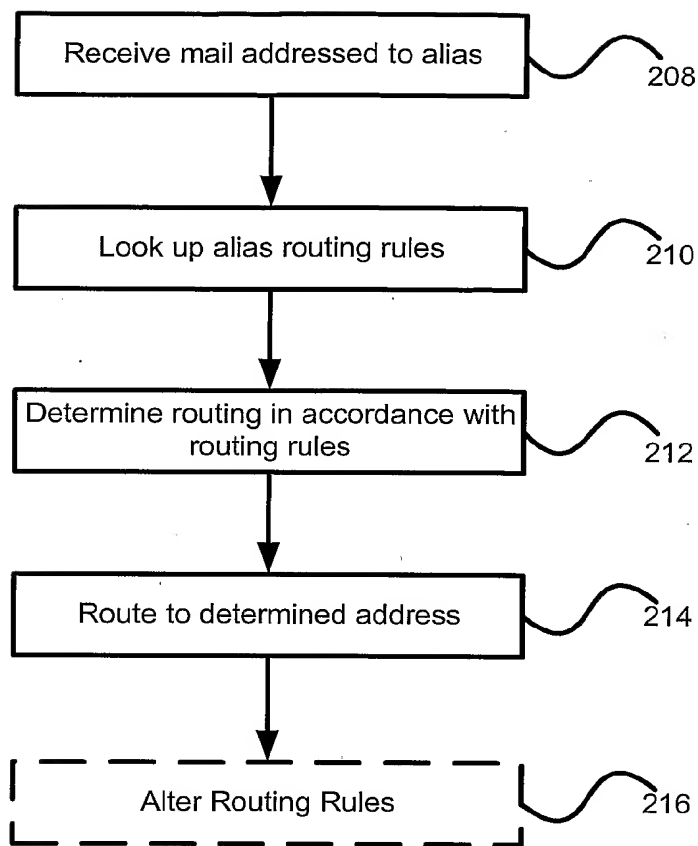 Receive mail addressed to alias
208
Look up alias routing rules
210
Determine routing in accordance with
routing rules
212
Route to determined address
214
Alter Routing Rules
216